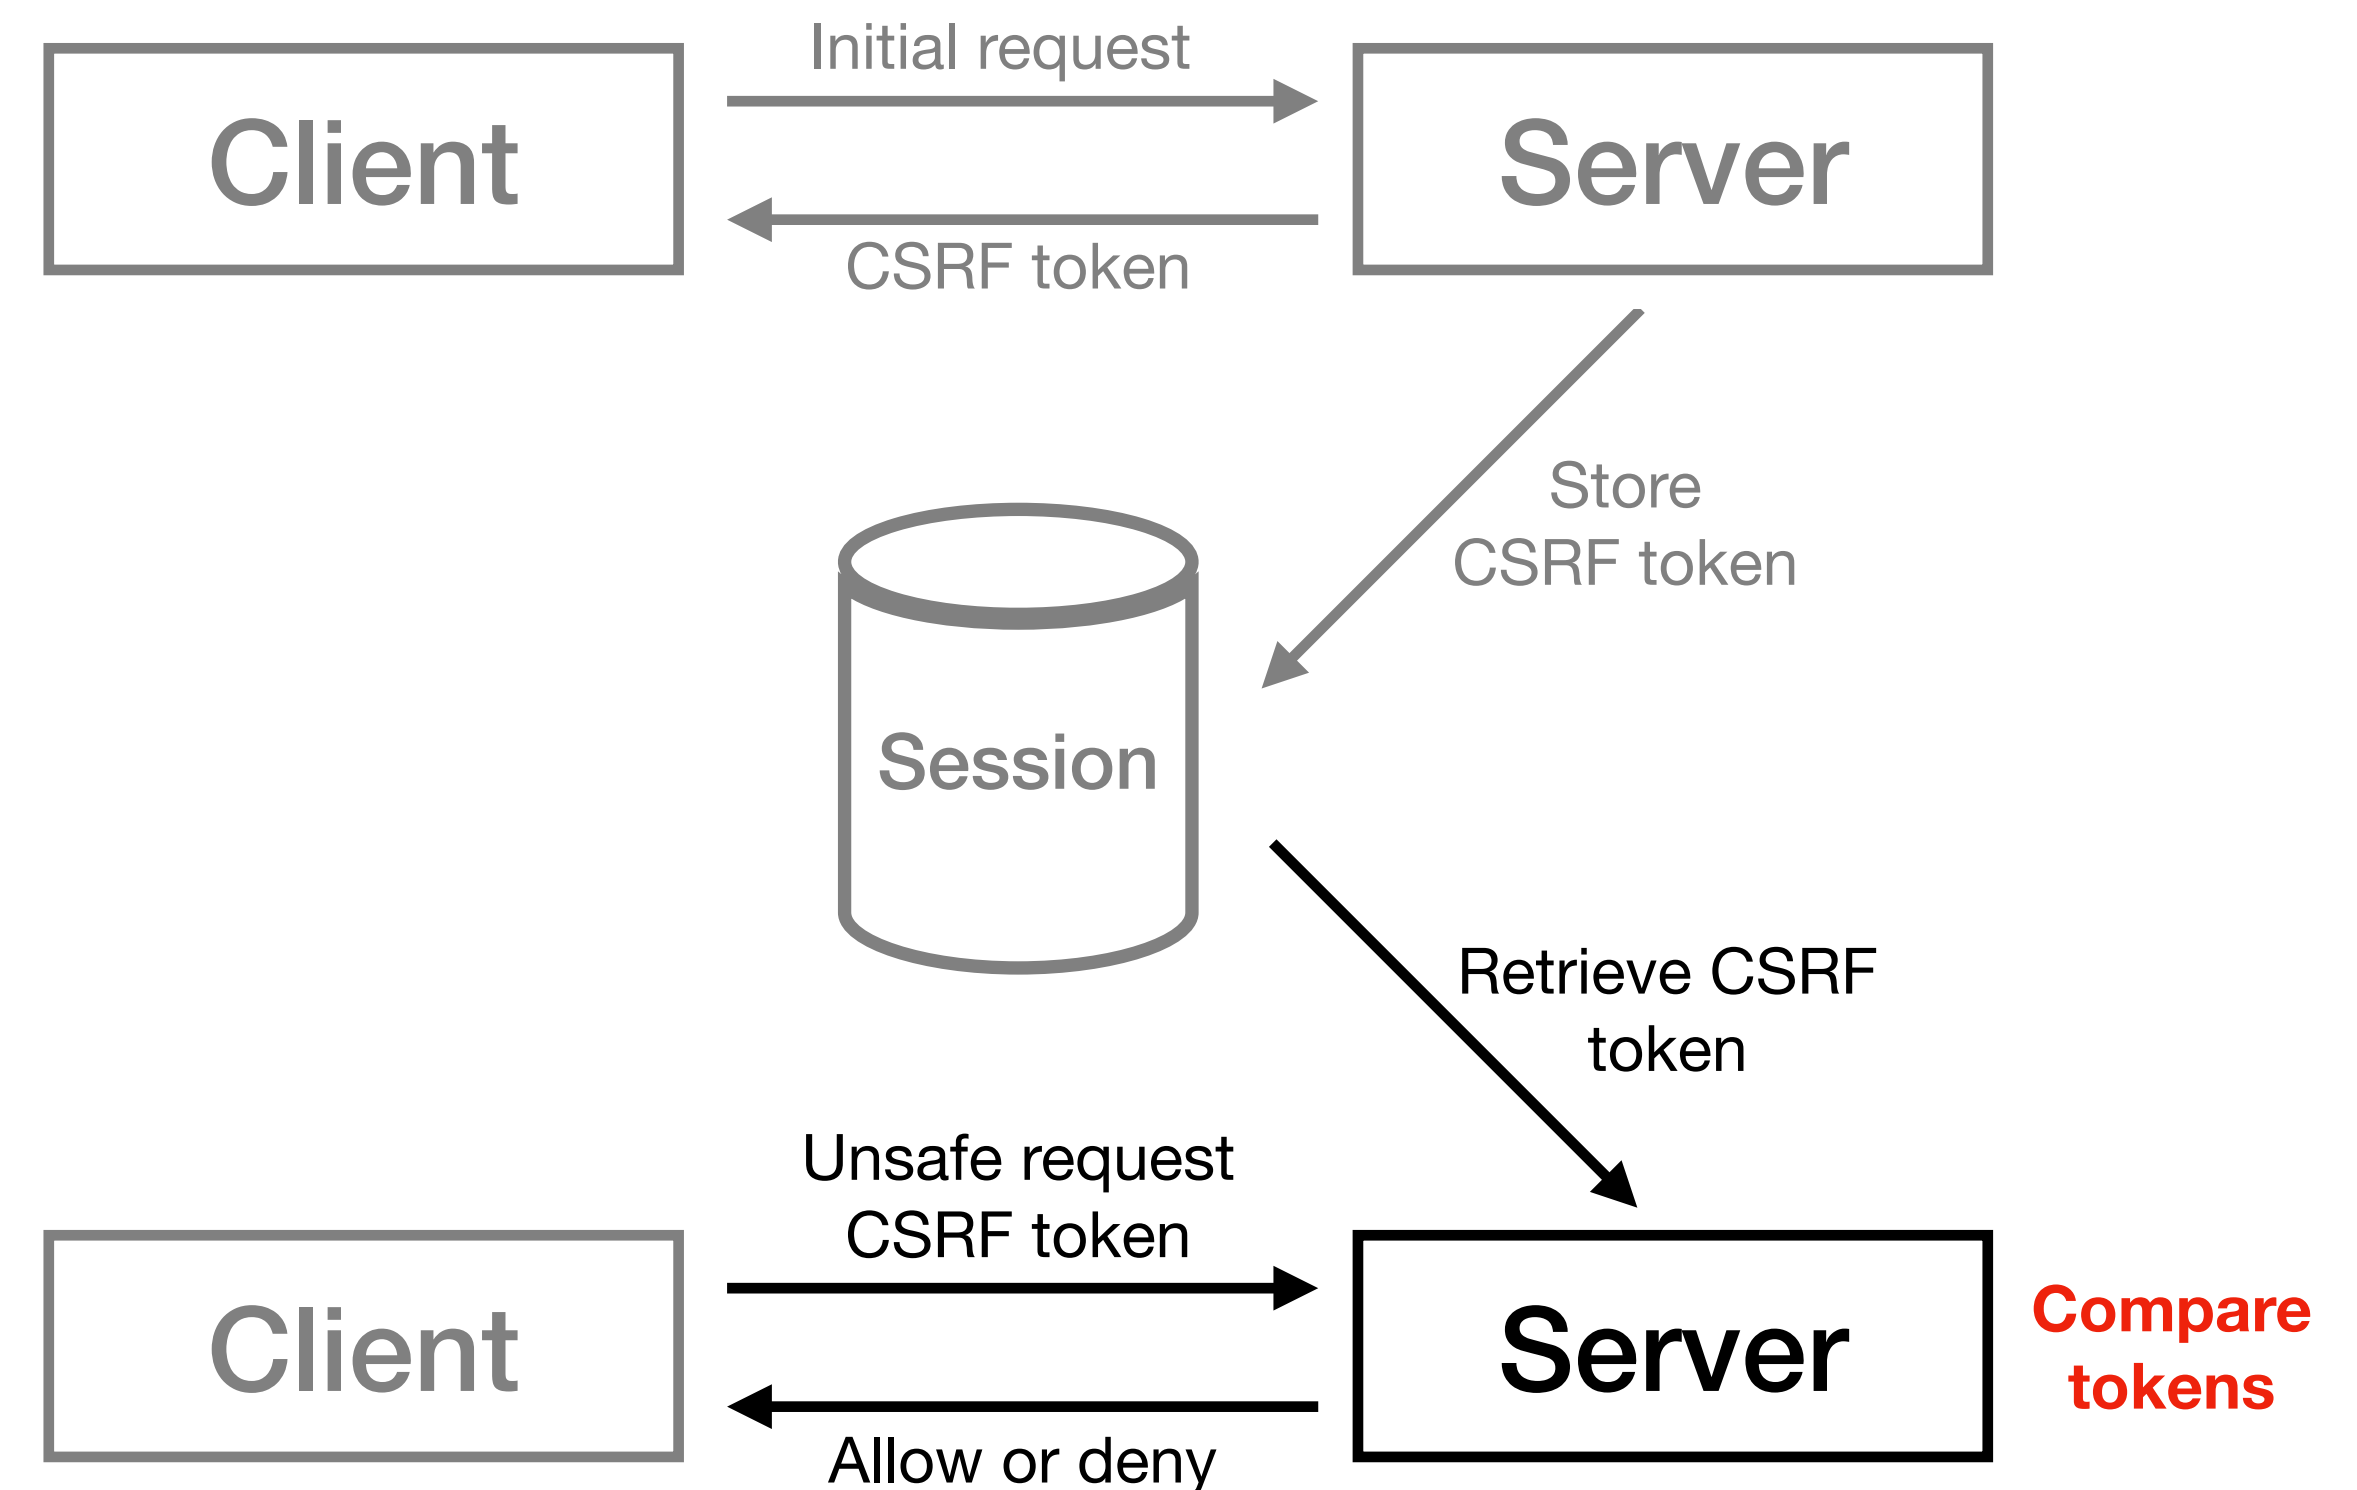 Initial request
Client
Server
CSRF token
Store
CSRF token
Session
Retrieve CSRF
token
Unsafe request
CSRF token
Client
Server
Compare
tokens
Allow or deny